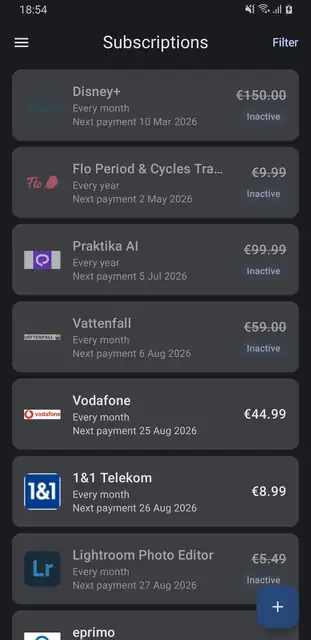 18:54
Subscriptions
Filter
Disney+
Every month
Next payment 10 Mar 2026
€150.00
Inactive
Flo
Flo Period & Cycles Tra...
Every year
Next payment 2 May 2026
€9.99
Inactive
Praktika AI
Every year
Next payment 5 Jul 2026
€99.99
Inactive
VATTENFALL
Vattenfall
Every month
Next payment 6 Aug 2026
€59.00
Inactive
vodafone
Vodafone
Every month
Next payment 25 Aug 2026
€44.99
1&1
1&1 Telekom
Every month
Next payment 26 Aug 2026
€8.99
Lr
Lightroom Photo Editor
Every month
Next payment 27 Aug 2026
€5.49
Inactive
+
eprimo